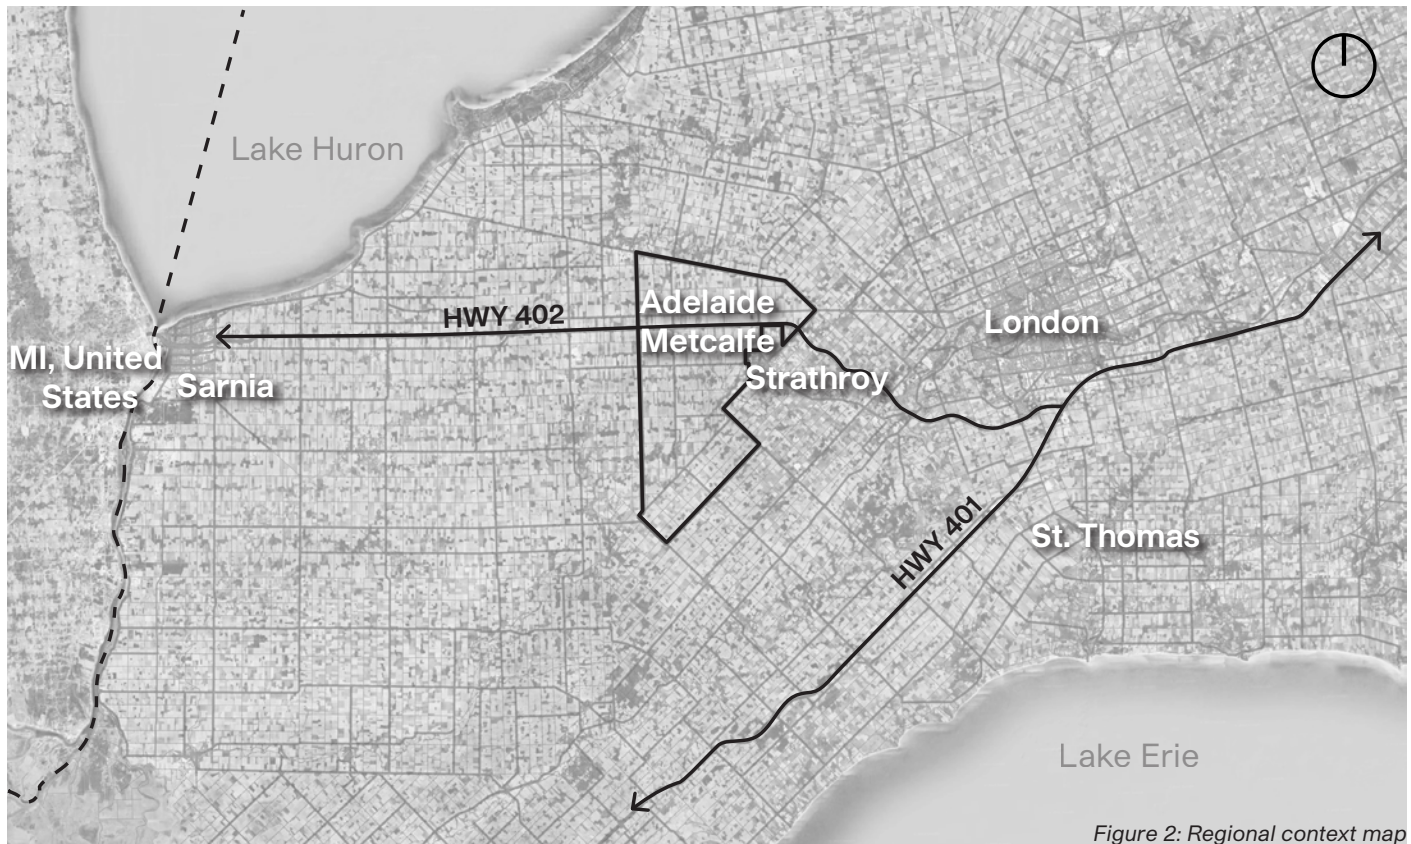 Lake Huron
Adelaide
HWY 402
Metcalfe
London
MI, United
States
Sarnia
Strathroy
HWY 401
St. Thomas
Lake Erie
Figure 2: Regional context map